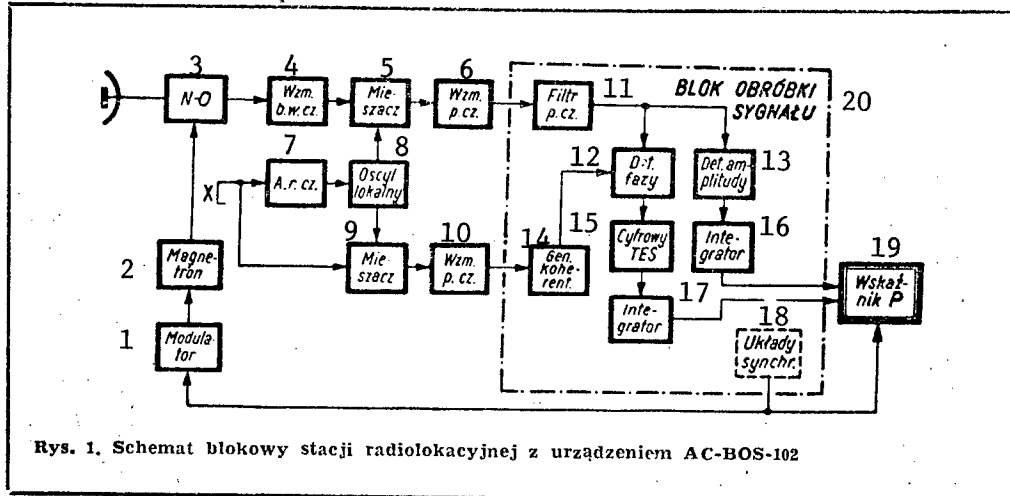 3
N-O
4
Wzm.
b.w.cz.
5
Mie-
szacz
6
Wzm.
p.cz.
Filtr
p.cz.
11
BLOK OBRÓBKI
SYGNAŁU
20
7
A.r.cz.
X
8
Oscyl
lokalny
12
Det.
fazy
13
Det. am-
plitudy
2
Magne-
tron
9
Mie
szacz
10
Wzm.
p.cz.
14
Gen.
kohe-
rent.
15
Cyfrowy
TES
16
Inte-
grator
17
Inte-
grator
19
Wskaź-
nik P
1
Modula-
tor
18
Układy
synchr.
Rys. 1. Schemat blokowy stacji radiolokacyjnej z urządzeniem AC-BOS-102